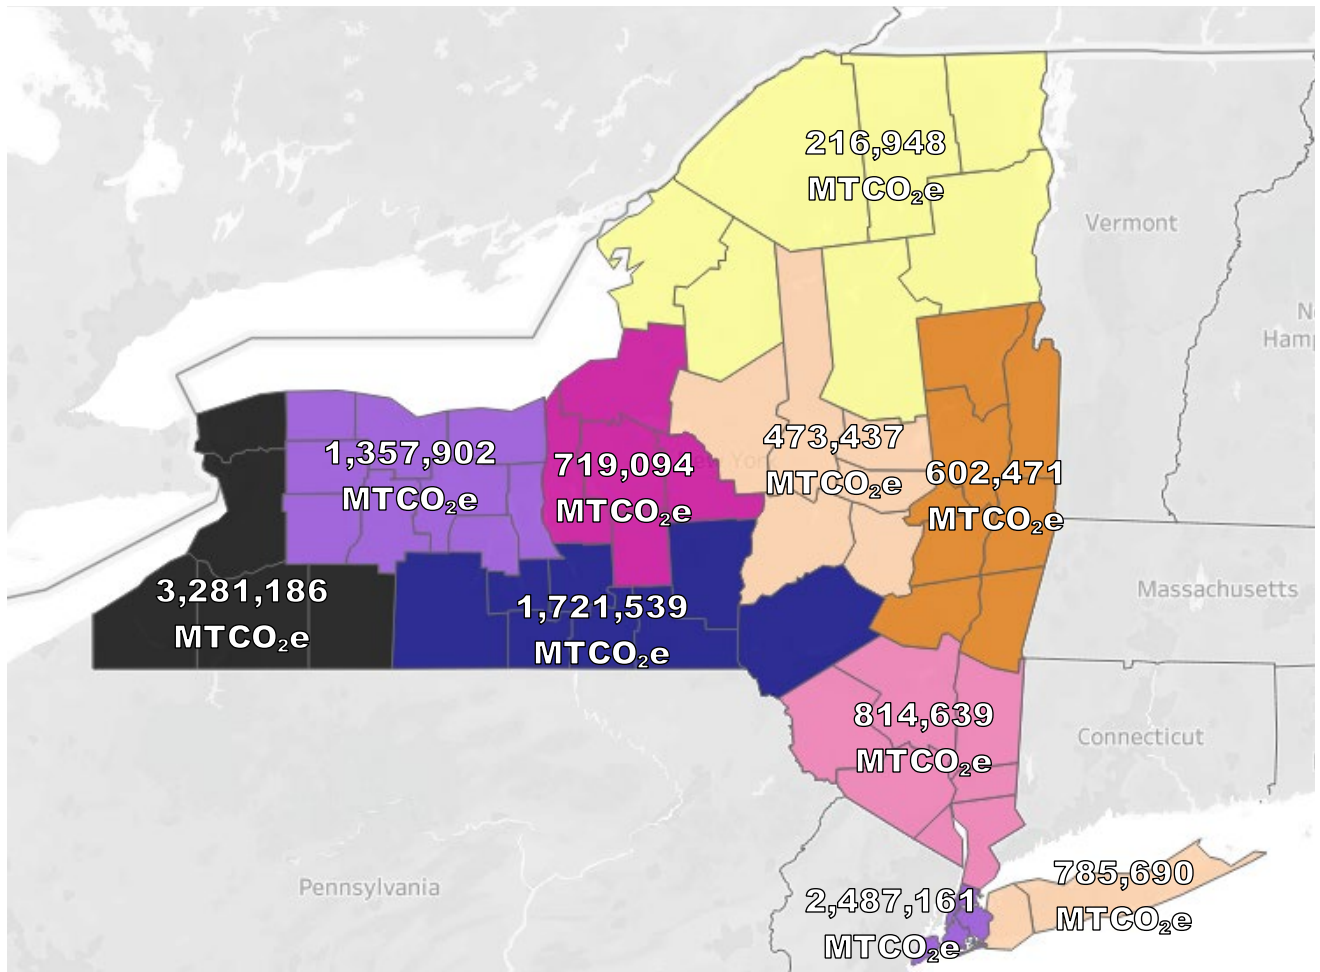 216,948
MTCO₂e
Vermont
473,437
MTCO₂e
1,357,902
MTCO₂e
719,094
MTCO₂e
602,471
MTCO₂e
3,281,186
MTCO₂e
1,721,539
MTCO₂e
Massachusetts
814,639
MTCO₂e
Connecticut
Pennsylvania
785,690
MTCO₂e
2,487,161
MTCO₂e